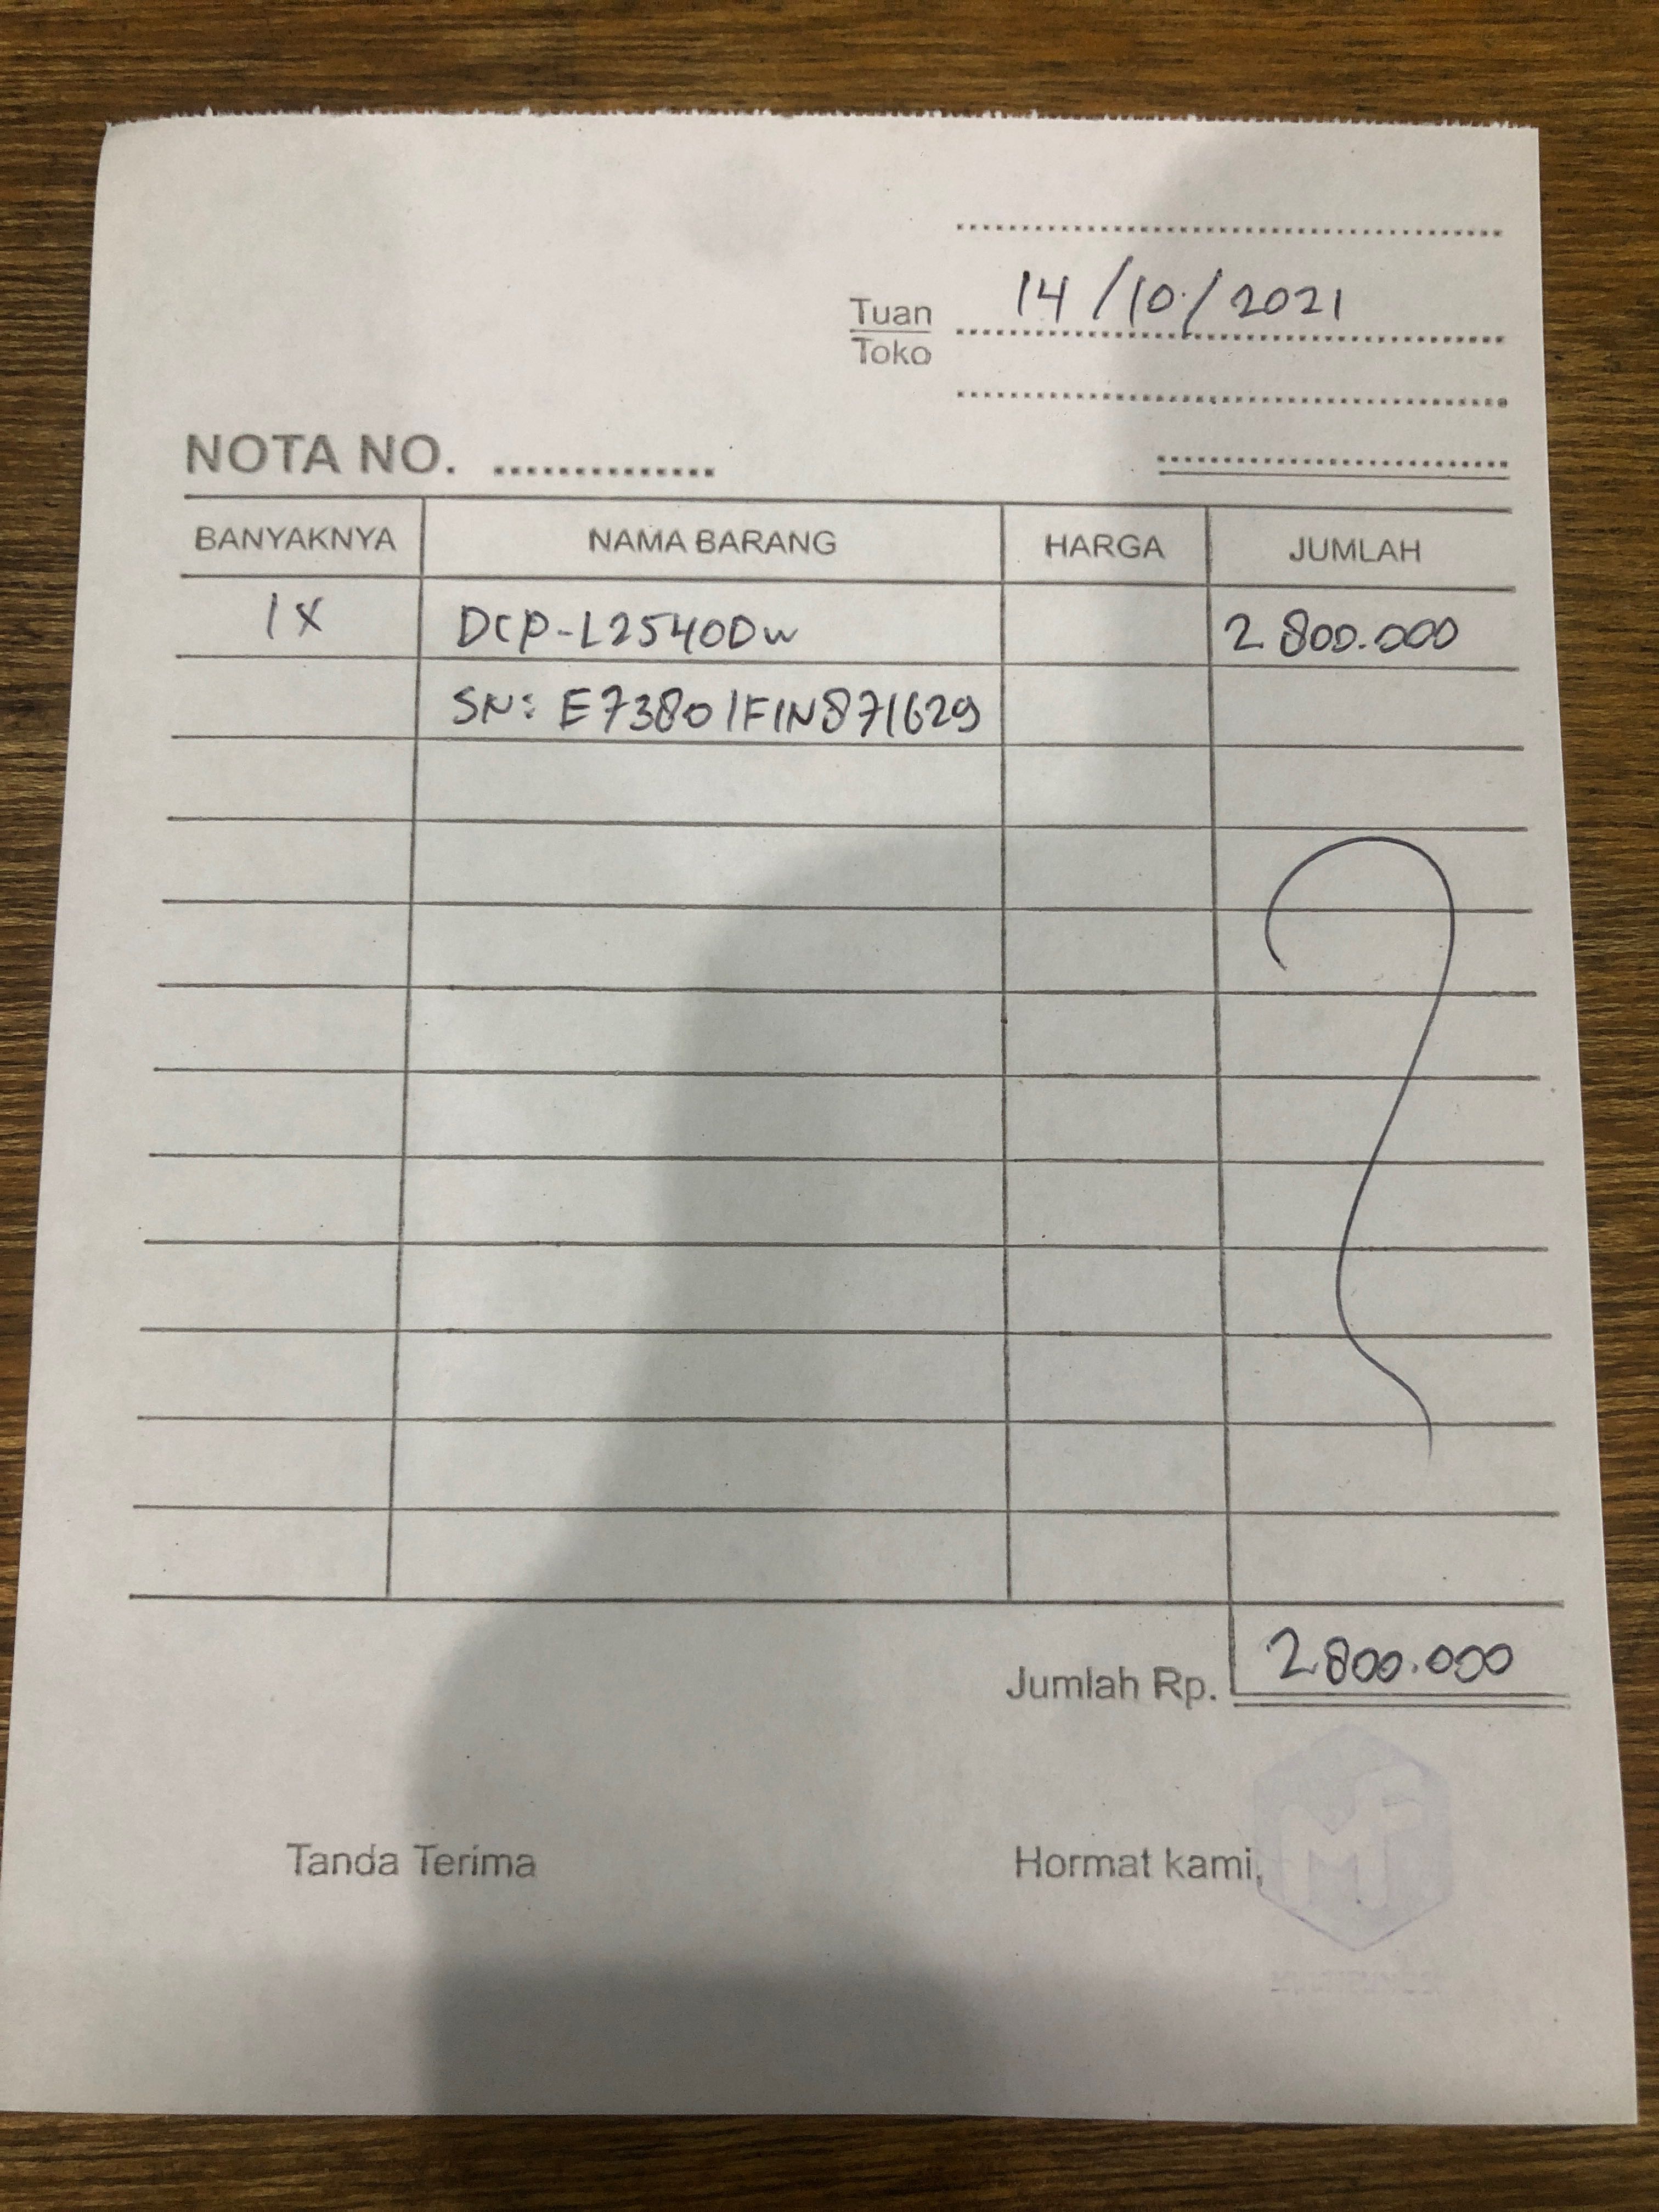 14/10/2021
Tuan
Toko
NOTA NO. ..............
BANYAKNYA NAMA BARANG HARGA JUMLAH
1X DCP-L2540DW 2.800.000
SN: E73801F1N871629
Jumlah Rp. 2.800.000
Tanda Terima Hormat kami,